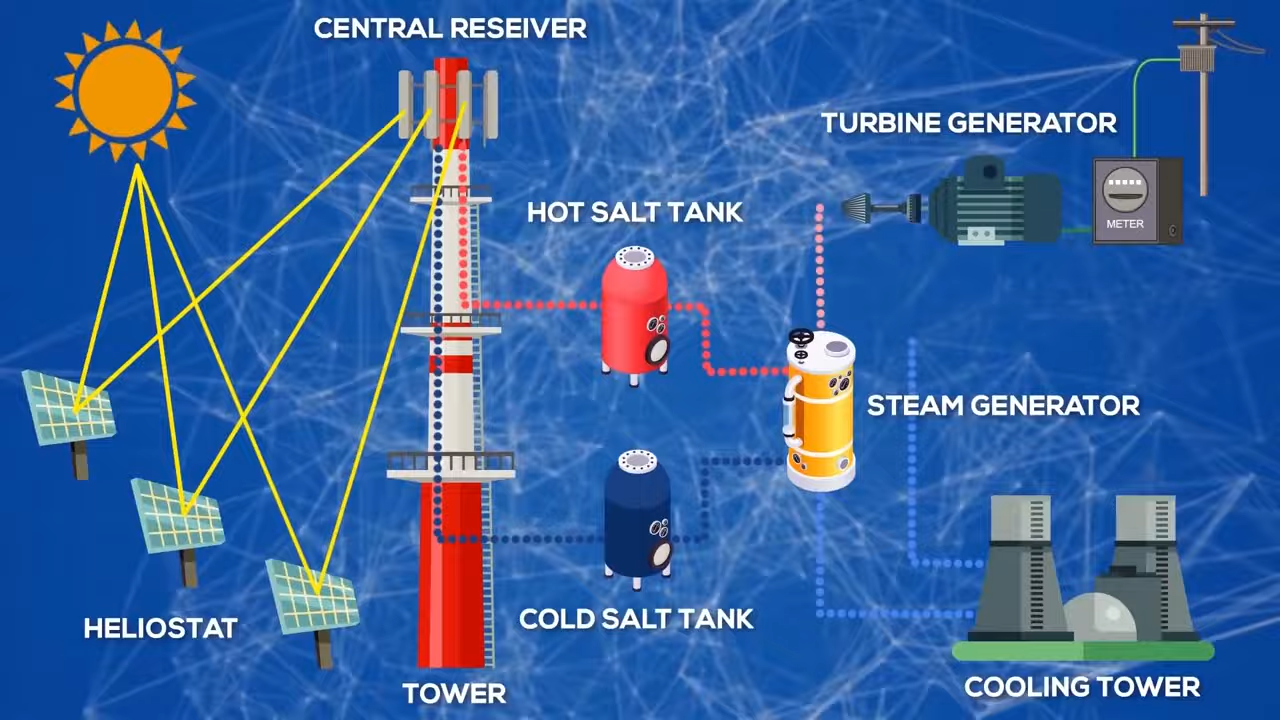 CENTRAL RESEIVER
TURBINE GENERATOR
HOT SALT TANK
METER
STEAM GENERATOR
HELIOSTAT
COLD SALT TANK
TOWER
COOLING TOWER